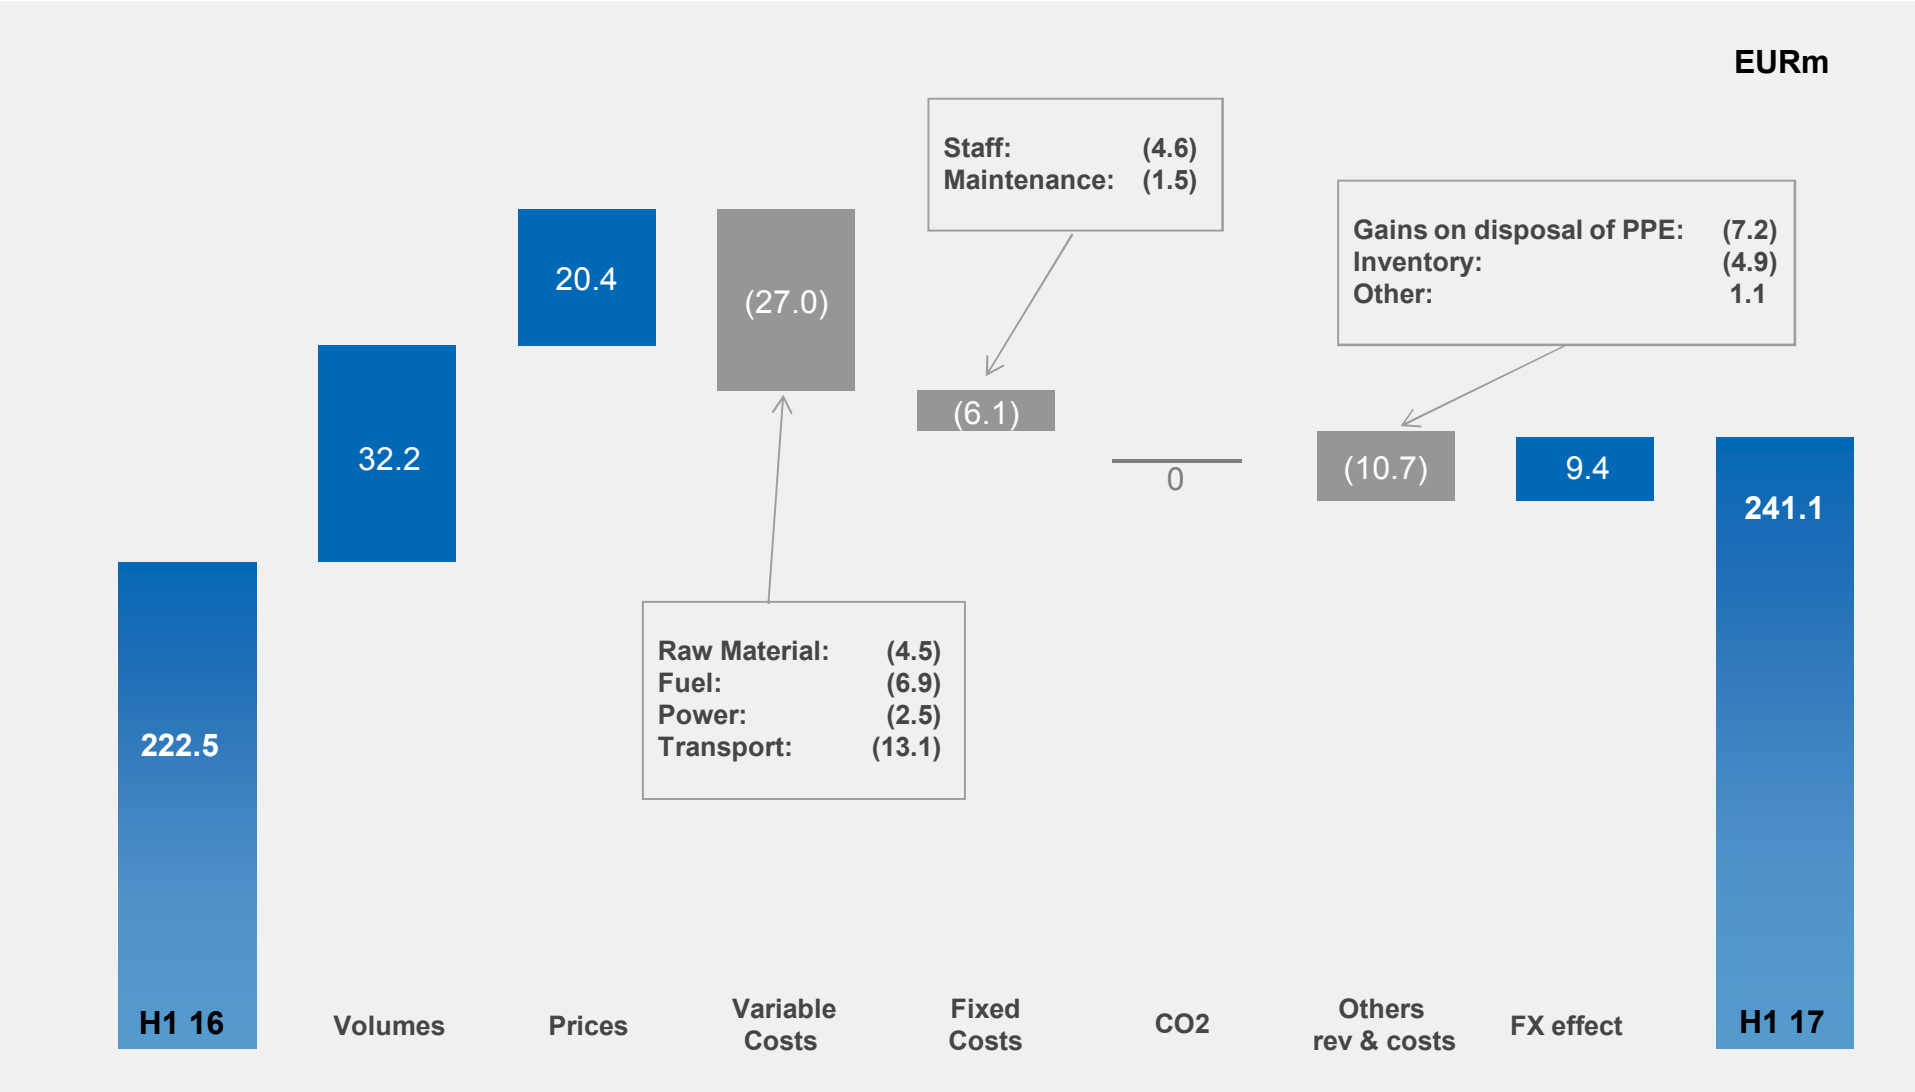 EURm
Staff: (4.6)
Maintenance: (1.5)
Gains on disposal of PPE: (7.2)
Inventory: (4.9)
Other: 1.1
20.4
(27.0)
(6.1)
32.2
0
(10.7)
9.4
241.1
Raw Material: (4.5)
Fuel: (6.9)
Power: (2.5)
Transport: (13.1)
222.5
H1 16
Volumes
Prices
Variable
Costs
Fixed
Costs
CO2
Others
rev & costs
FX effect
H1 17